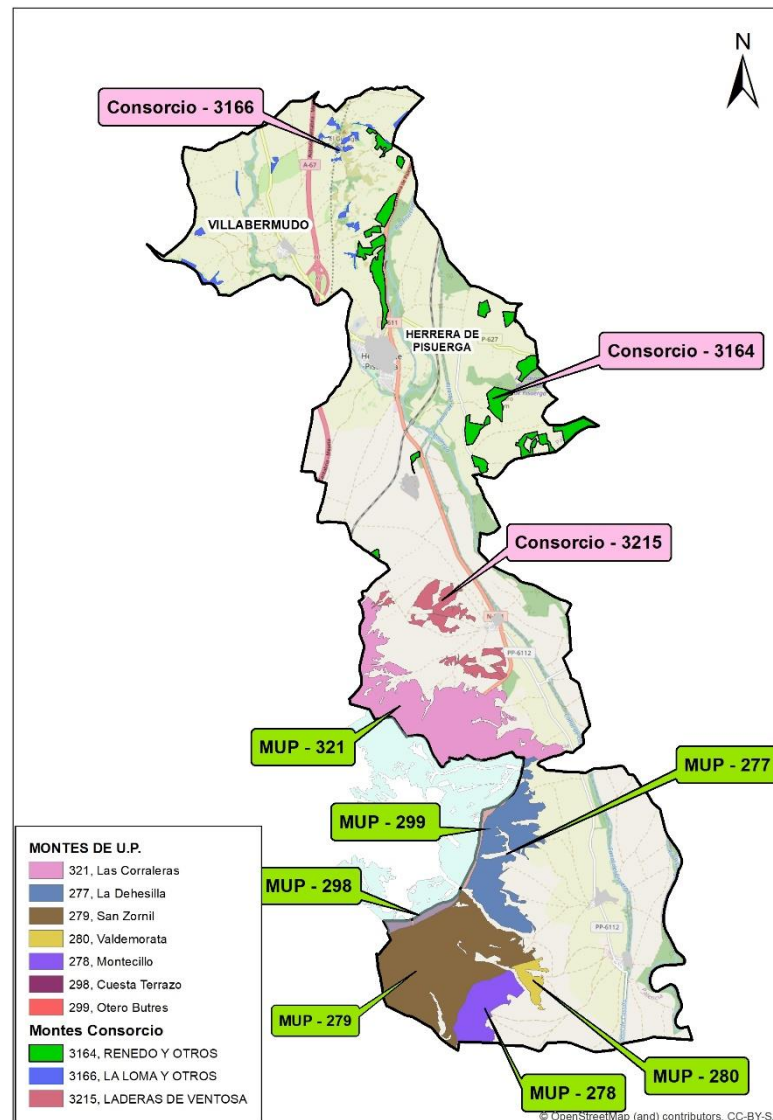 N
Consorcio - 3166
A-67
VILLABERMUDO
HERRERA DE
PISUERGA
P-627
Consorcio - 3164
Consorcio - 3215
PP-6112
MUP - 321
MUP - 277
MUP - 299
MUP - 298
PP-6112
MUP - 279
MUP - 280
MUP - 278
MONTES DE U.P.
321, Las Corraleras
277, La Dehesilla
279, San Zornil
280, Valdemorata
278, Montecillo
298, Cuesta Terrazo
299, Otero Butres
Montes Consorcio
3164, RENEDO Y OTROS
3166, LA LOMA Y OTROS
3215, LADERAS DE VENTOSA
© OpenStreetMap (and) contributors, CC-BY-S